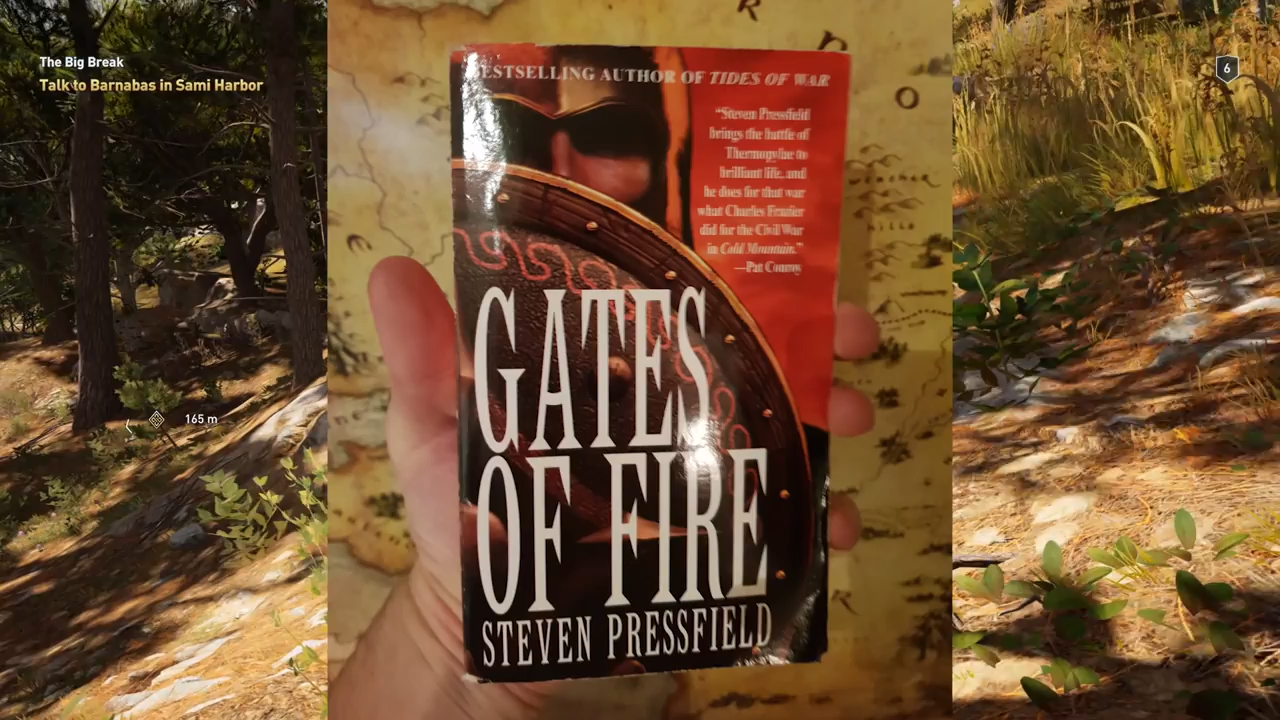 The Big Break
Talk to Barnabas in Sami Harbor
165 m
6
BESTSELLING AUTHOR OF TIDES OF WAR
"Steven Pressfield
brings the battle of
Thermopylae to
brilliant life, and
he does for that war
what Charles Frazier
did for the Civil War
in Cold Mountain."
—Pat Conroy
GATES
OF FIRE
STEVEN PRESSFIELD